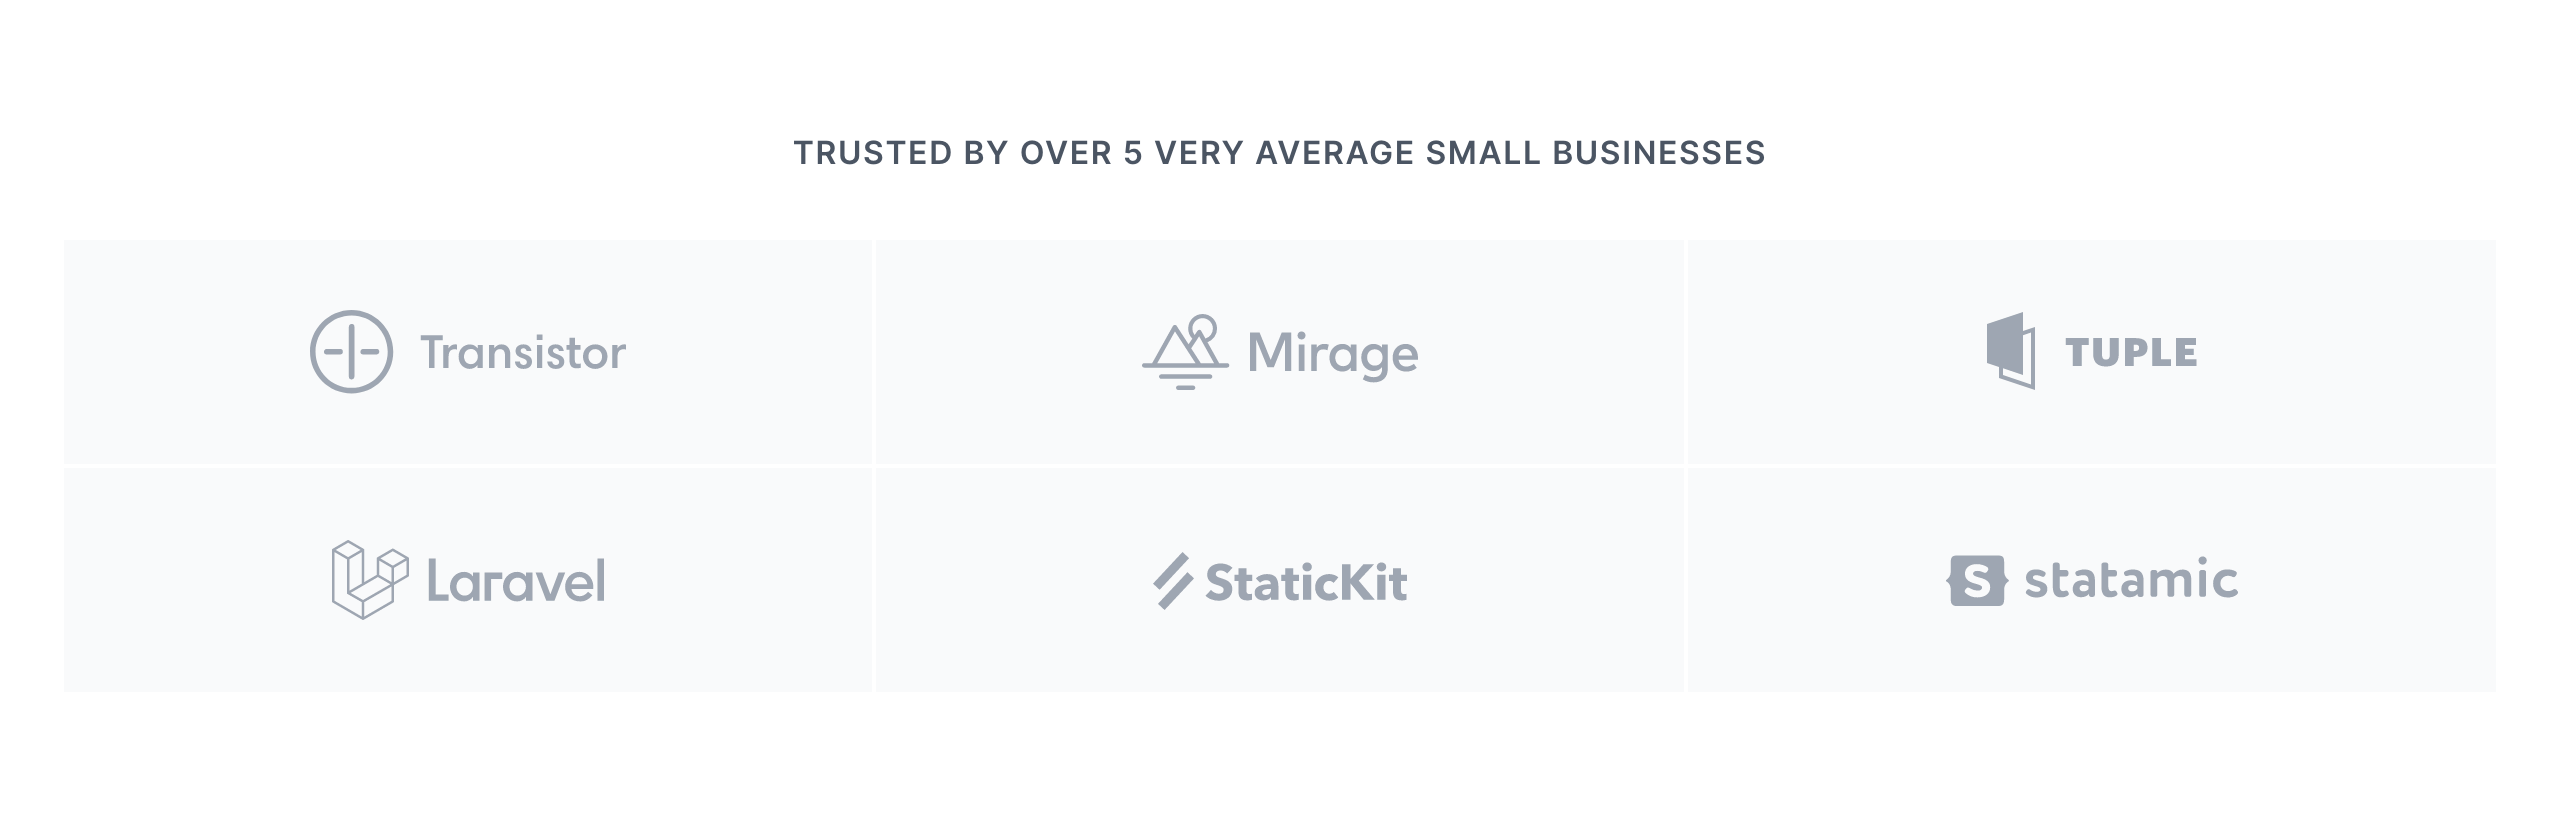 TRUSTED BY OVER 5 VERY AVERAGE SMALL BUSINESSES
Transistor
Mirage
TUPLE
Laravel
StaticKit
S statamic